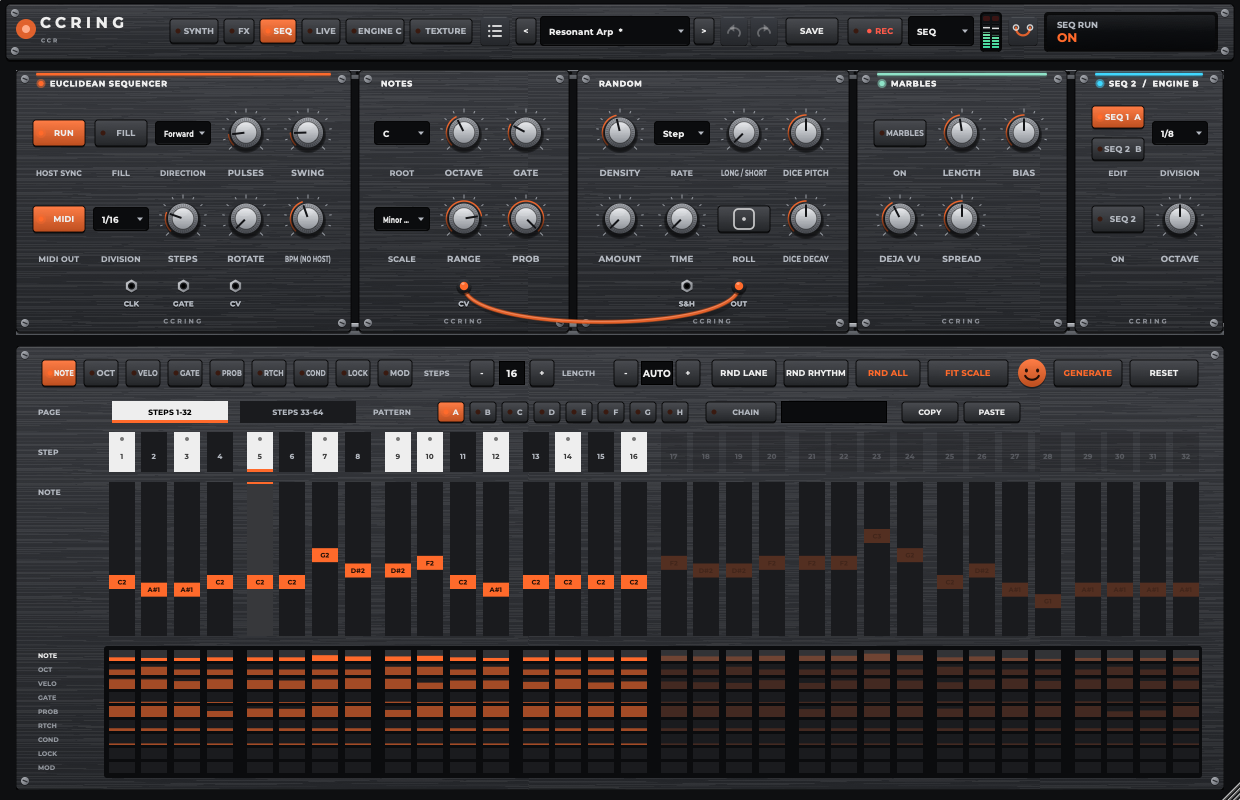 CCRING
CCR
SYNTH FX SEQ LIVE ENGINE C TEXTURE < Resonant Arp * > SAVE REC SEQ
SEQ RUN
ON
EUCLIDEAN SEQUENCER NOTES RANDOM MARBLES SEQ 2 / ENGINE B
RUN FILL Forward C Step MARBLES SEQ 1 A 1/8
SEQ 2 B
HOST SYNC FILL DIRECTION PULSES SWING ROOT OCTAVE GATE DENSITY RATE LONG / SHORT DICE PITCH ON LENGTH BIAS EDIT DIVISION
MIDI 1/16 Minor ... SEQ 2
MIDI OUT DIVISION STEPS ROTATE BPM (NO HOST) SCALE RANGE PROB AMOUNT TIME ROLL DICE DECAY DEJA VU SPREAD ON OCTAVE
CLK GATE CV CV S&H OUT
CCRING CCRING CCRING CCRING CCRING
NOTE OCT VELO GATE PROB RTCH COND LOCK MOD STEPS - 16 + LENGTH - AUTO + RND LANE RND RHYTHM RND ALL FIT SCALE GENERATE RESET
PAGE STEPS 1-32 STEPS 33-64 PATTERN A B C D E F G H CHAIN COPY PASTE
STEP 1 2 3 4 5 6 7 8 9 10 11 12 13 14 15 16 17 18 19 20 21 22 23 24 25 26 27 28 29 30 31 32
NOTE
C2 A#1 A#1 C2 C2 C2 G2 D#2 D#2 F2 C2 A#1 C2 C2 C2 C2
NOTE
OCT
VELO
GATE
PROB
RTCH
COND
LOCK
MOD